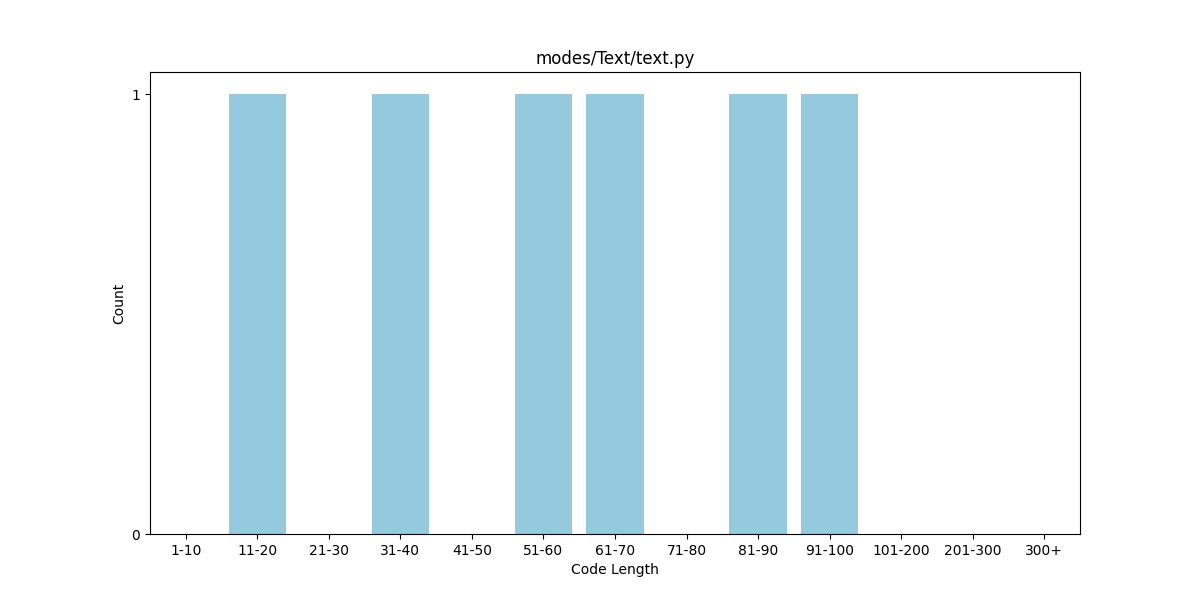 modes/Text/text.py
1
Count
0
1-10 11-20 21-30 31-40 41-50 51-60 61-70 71-80 81-90 91-100 101-200 201-300 300+
Code Length